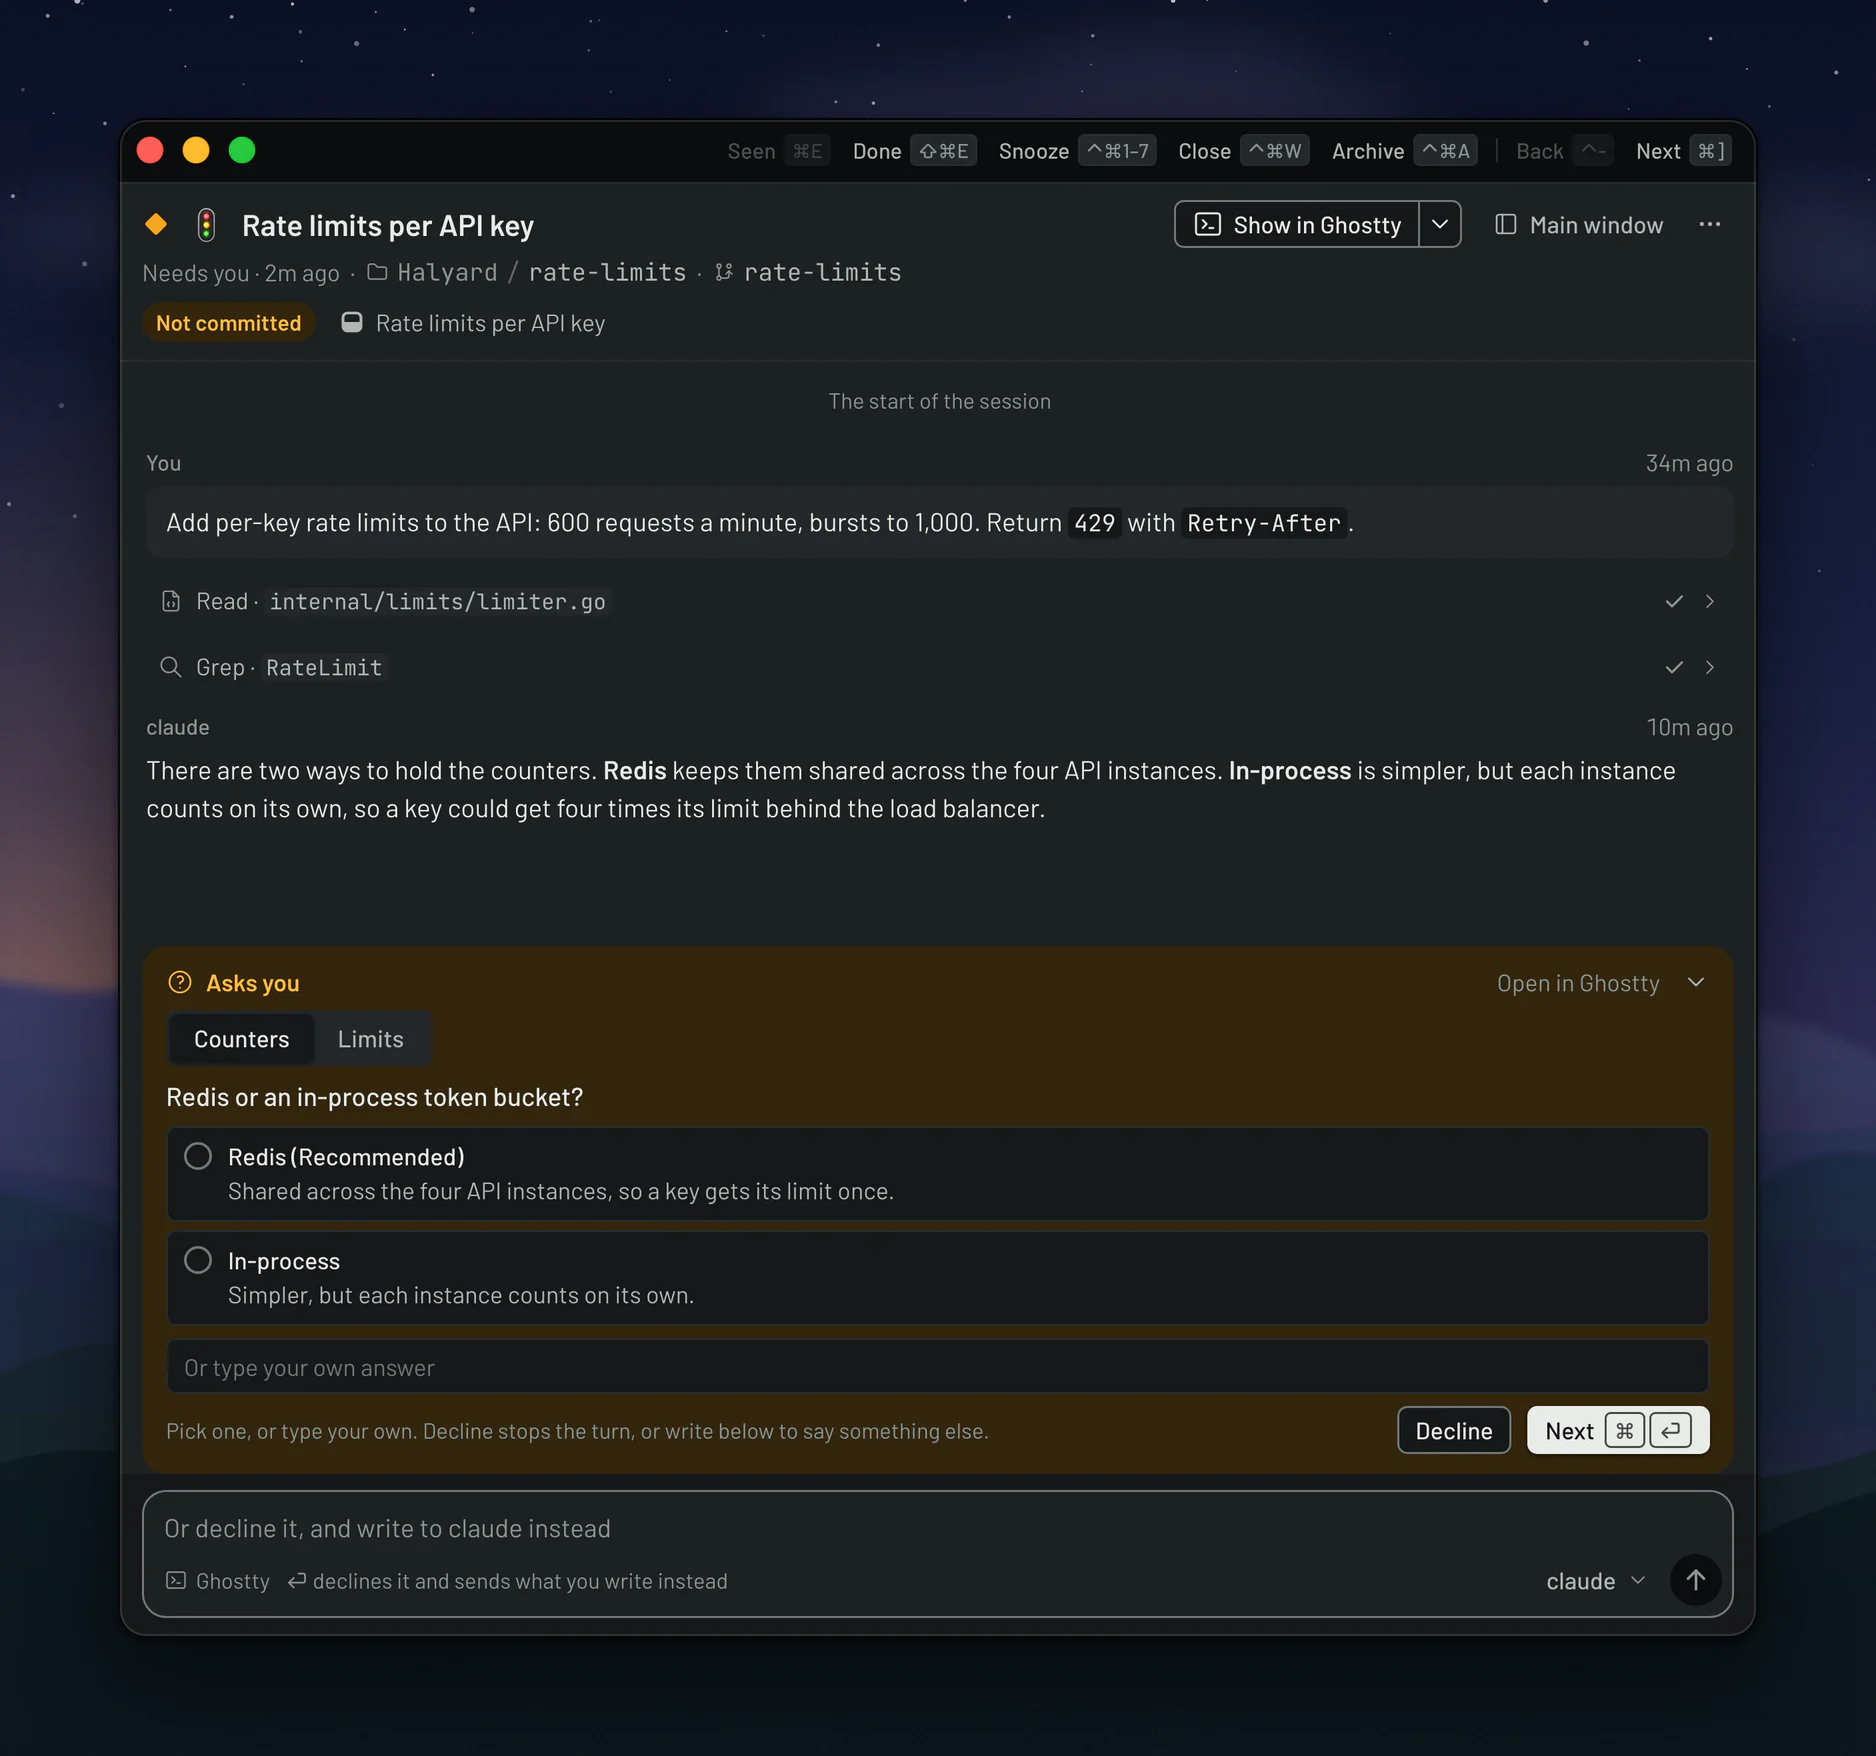 Seen ⌘E Done ⇧⌘E Snooze ^⌘1-7 Close ^⌘W Archive ^⌘A Back ^- Next ⌘]
Rate limits per API key
Show in Ghostty
Main window
Needs you · 2m ago · Halyard / rate-limits · rate-limits
Not committed
Rate limits per API key
The start of the session
You
34m ago
Add per-key rate limits to the API: 600 requests a minute, bursts to 1,000. Return 429 with Retry-After.
Read · internal/limits/limiter.go
Grep · RateLimit
claude
10m ago
There are two ways to hold the counters. Redis keeps them shared across the four API instances. In-process is simpler, but each instance
counts on its own, so a key could get four times its limit behind the load balancer.
Asks you
Open in Ghostty
Counters
Limits
Redis or an in-process token bucket?
Redis (Recommended)
Shared across the four API instances, so a key gets its limit once.
In-process
Simpler, but each instance counts on its own.
Or type your own answer
Pick one, or type your own. Decline stops the turn, or write below to say something else.
Decline
Next ⌘ ↵
Or decline it, and write to claude instead
Ghostty ↵ declines it and sends what you write instead
claude